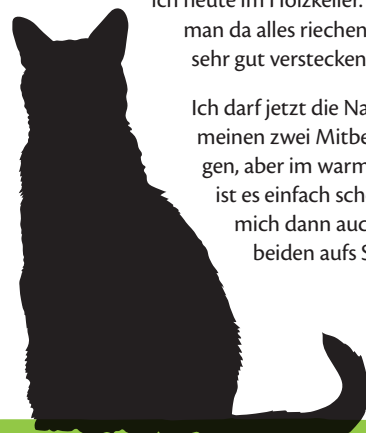 ich heute im Holzkeller.
man da alles riechen
sehr gut verstecken
Ich darf jetzt die Na
meinen zwei Mitbe
gen, aber im warm
ist es einfach sch
mich dann auc
beiden aufs S